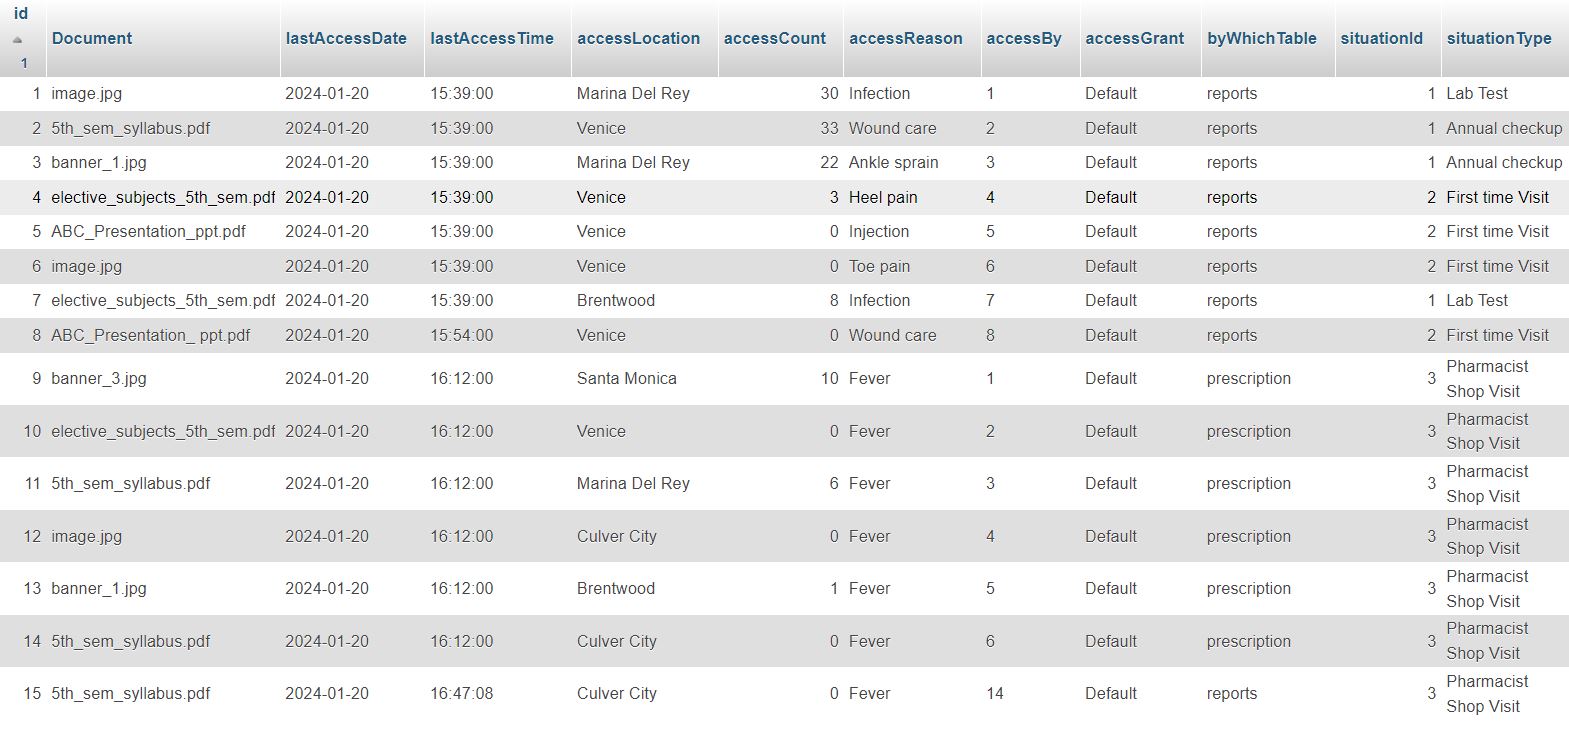 id
Document lastAccessDate lastAccessTime accessLocation accessCount accessReason accessBy accessGrant byWhichTable situationId situationType
1
1 image.jpg 2024-01-20 15:39:00 Marina Del Rey 30 Infection 1 Default reports 1 Lab Test
2 5th_sem_syllabus.pdf 2024-01-20 15:39:00 Venice 33 Wound care 2 Default reports 1 Annual checkup
3 banner_1.jpg 2024-01-20 15:39:00 Marina Del Rey 22 Ankle sprain 3 Default reports 1 Annual checkup
4 elective_subjects_5th_sem.pdf 2024-01-20 15:39:00 Venice 3 Heel pain 4 Default reports 2 First time Visit
5 ABC_Presentation_ppt.pdf 2024-01-20 15:39:00 Venice 0 Injection 5 Default reports 2 First time Visit
6 image.jpg 2024-01-20 15:39:00 Venice 0 Toe pain 6 Default reports 2 First time Visit
7 elective_subjects_5th_sem.pdf 2024-01-20 15:39:00 Brentwood 8 Infection 7 Default reports 1 Lab Test
8 ABC_Presentation_ ppt.pdf 2024-01-20 15:54:00 Venice 0 Wound care 8 Default reports 2 First time Visit
9 banner_3.jpg 2024-01-20 16:12:00 Santa Monica 10 Fever 1 Default prescription 3 Pharmacist
Shop Visit
10 elective_subjects_5th_sem.pdf 2024-01-20 16:12:00 Venice 0 Fever 2 Default prescription 3 Pharmacist
Shop Visit
11 5th_sem_syllabus.pdf 2024-01-20 16:12:00 Marina Del Rey 6 Fever 3 Default prescription 3 Pharmacist
Shop Visit
12 image.jpg 2024-01-20 16:12:00 Culver City 0 Fever 4 Default prescription 3 Pharmacist
Shop Visit
13 banner_1.jpg 2024-01-20 16:12:00 Brentwood 1 Fever 5 Default prescription 3 Pharmacist
Shop Visit
14 5th_sem_syllabus.pdf 2024-01-20 16:12:00 Culver City 0 Fever 6 Default prescription 3 Pharmacist
Shop Visit
15 5th_sem_syllabus.pdf 2024-01-20 16:47:08 Culver City 0 Fever 14 Default reports 3 Pharmacist
Shop Visit